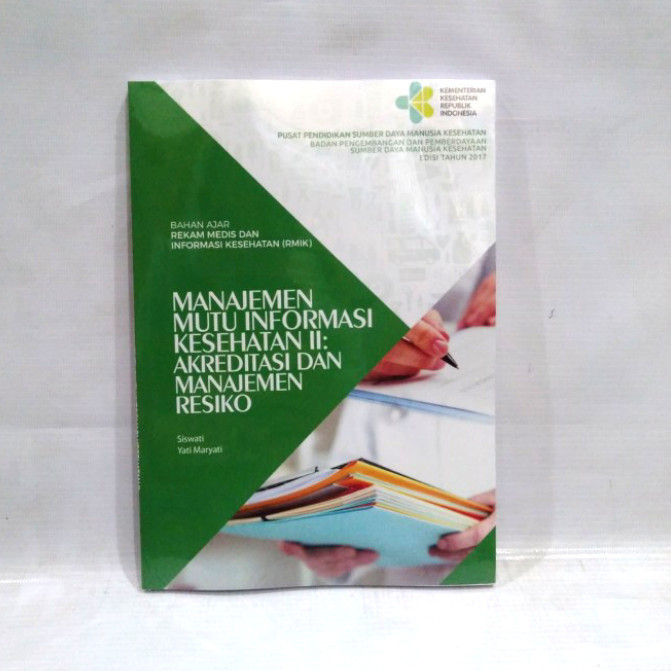 KEMENTERIAN
KESEHATAN
REPUBLIK
INDONESIA
PUSAT PENDIDIKAN SUMBER DAYA MANUSIA KESEHATAN
BADAN PENGEMBANGAN DAN PEMBERDAYAAN
SUMBER DAYA MANUSIA KESEHATAN
EDISI TAHUN 2017
BAHAN AJAR
REKAM MEDIS DAN
INFORMASI KESEHATAN (RMIK)
MANAJEMEN
MUTU INFORMASI
KESEHATAN II:
AKREDITASI DAN
MANAJEMEN
RESIKO
Siswati
Yati Maryati